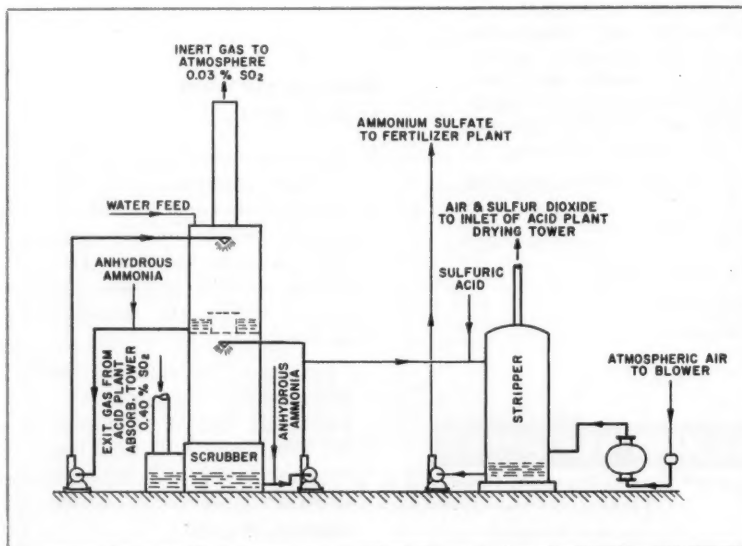 INERT GAS TO
ATMOSPHERE
0.03 % SO2
AMMONIUM SULFATE
TO FERTILIZER PLANT
WATER FEED
AIR & SULFUR DIOXIDE
TO INLET OF ACID PLANT
DRYING TOWER
ANHYDROUS
AMMONIA
SULFURIC
ACID
EXIT GAS FROM
ACID PLANT
ABSORB. TOWER
0.40 % SO2
ANHYDROUS
AMMONIA
STRIPPER
ATMOSPHERIC AIR
TO BLOWER
SCRUBBER